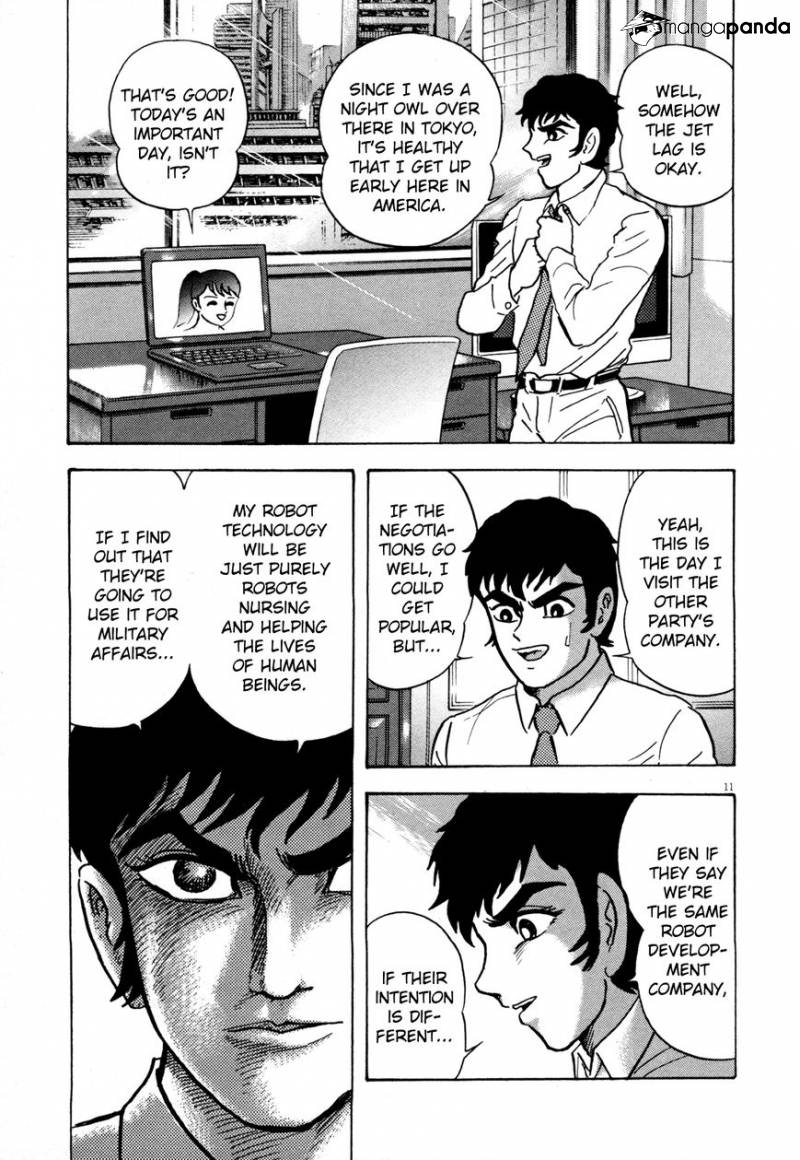 mangapanda
WELL,
SOMEHOW
THE JET
LAG IS
OKAY.
SINCE I WAS A
NIGHT OWL OVER
THERE IN TOKYO,
IT'S HEALTHY
THAT I GET UP
EARLY HERE IN
AMERICA.
THAT'S GOOD!
TODAY'S AN
IMPORTANT
DAY, ISN'T
IT?
YEAH,
THIS IS
THE DAY I
VISIT THE
OTHER
PARTY'S
COMPANY.
IF THE
NEGOTIA-
TIONS GO
WELL, I
COULD
GET
POPULAR,
BUT...
11
EVEN IF
THEY SAY
WE'RE
THE SAME
ROBOT
DEVELOP-
MENT
COMPANY,
IF THEIR
INTENTION
IS DIF-
FERENT...
MY ROBOT
TECHNOLOGY
WILL BE
JUST PURELY
ROBOTS
NURSING
AND HELPING
THE LIVES
OF HUMAN
BEINGS.
IF I FIND
OUT THAT
THEY'RE
GOING TO
USE IT FOR
MILITARY
AFFAIRS...